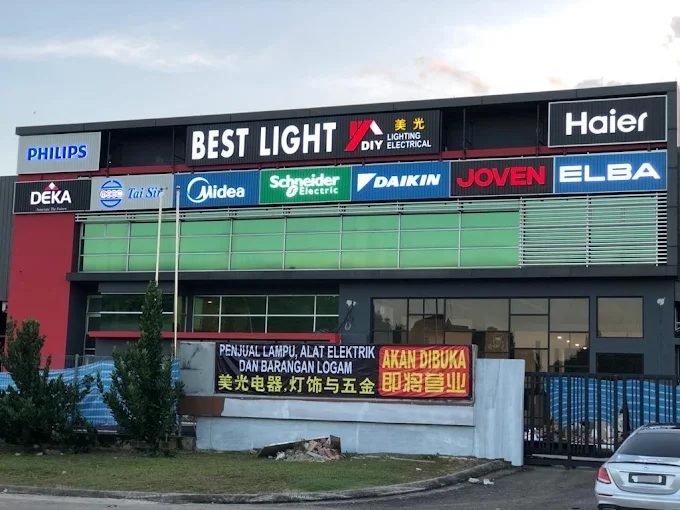 BEST LIGHT DIY 美光 LIGHTING ELECTRICAL
Haier
PHILIPS
DEKA
Tai Sin
Midea
Schneider Electric
DAIKIN
JOVEN
ELBA
PENJUAL LAMPU, ALAT ELEKTRIK
DAN BARANGAN LOGAM
美光电器.灯饰与五金
AKAN DIBUKA
即将营业